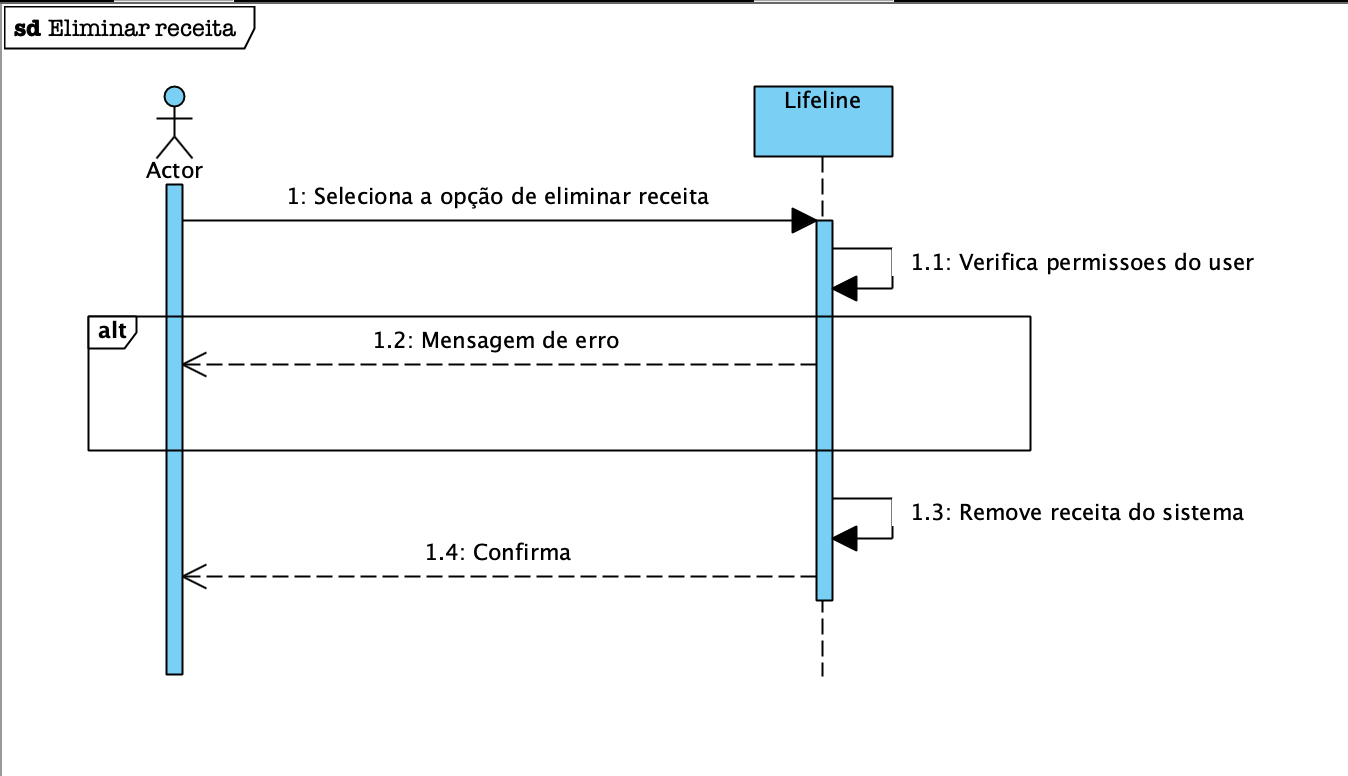 sd Eliminar receita
Lifeline
Actor
1: Seleciona a opção de eliminar receita
1.1: Verifica permissoes do user
alt
1.2: Mensagem de erro
1.3: Remove receita do sistema
1.4: Confirma